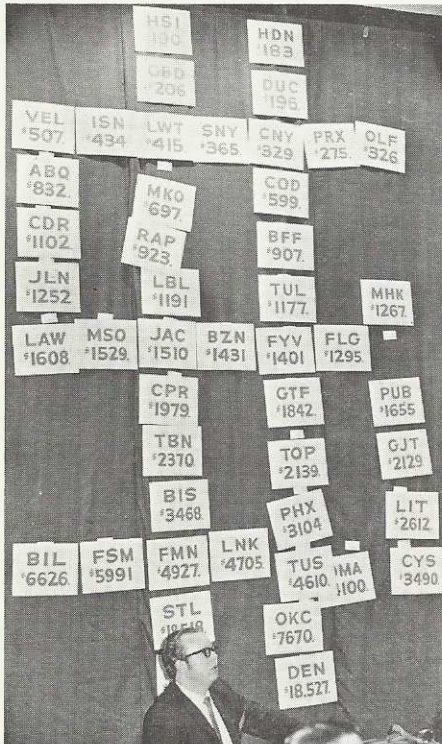 HSI
HDN
$183.
GBD
$206
DUC
$195
VEL
$507.
ISN
$434
LWT
$415
SNY
$365.
CNY
$329
PRX
$275.
OLF
$326
ABQ
$832.
MKO
$697.
COD
$599.
CDR
$1102
RAP
$923.
BFF
$907.
JLN
$1252
LBL
$1191
TUL
$1177.
MHK
$1267.
LAW
$1608
MSO
$1529.
JAC
$1510
BZN
$1431
FYV
$1401
FLG
$1295.
CPR
$1979
GTF
$1842.
PUB
$1655
TBN
$2370
TOP
$2139.
GJT
$2129
BIS
$3468.
PHX
$3104
LIT
$2612.
BIL
$6626.
FSM
$5991
FMN
$4927.
LNK
$4705.
TUS
$4610.
CYS
$3490.
STL
OKC
$7670.
DEN
$18.527.